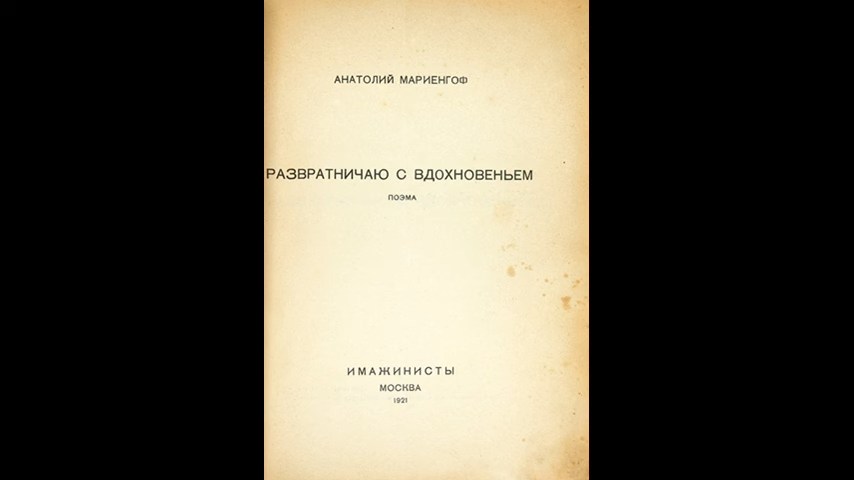 АНАТОЛИЙ МАРИЕНГОФ
РАЗВРАТНИЧАЮ С ВДОХНОВЕНЬЕМ
ПОЭМА
ИМАЖИНИСТЫ
МОСКВА
1921